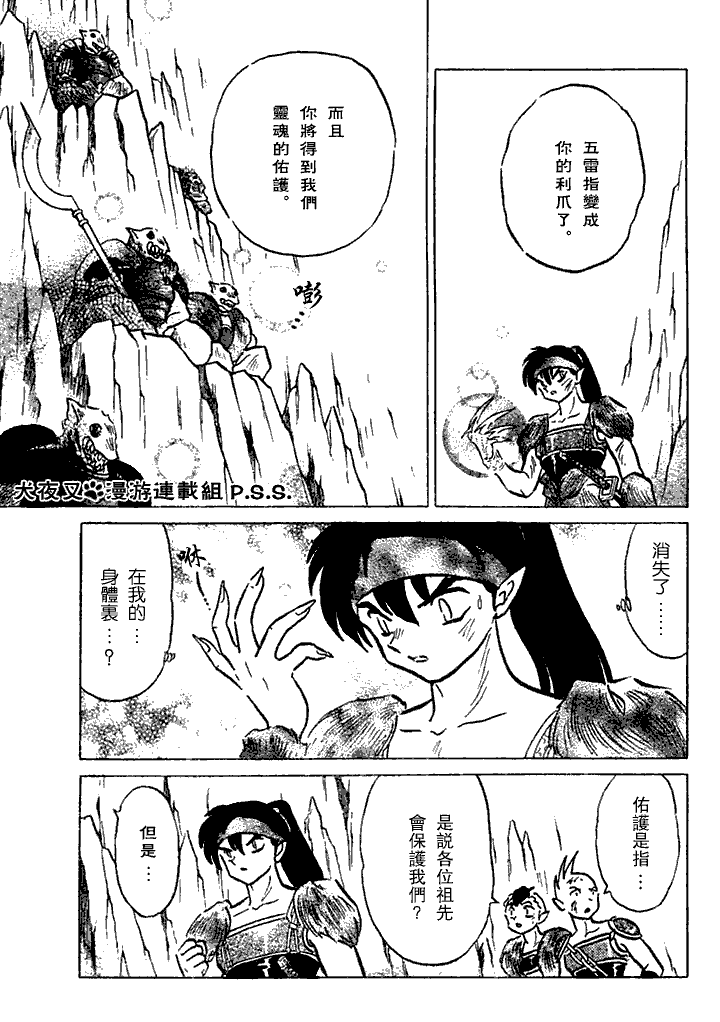 五雷指變成
你的利爪了。
而且
你將得到我們
靈魂的佑護。
嘭
犬夜叉漫游連載組 P.S.S.
消失了……
咻
在我的…
身體裏…？
佑護是指…
是說各位祖先
會保護我們？
但是…